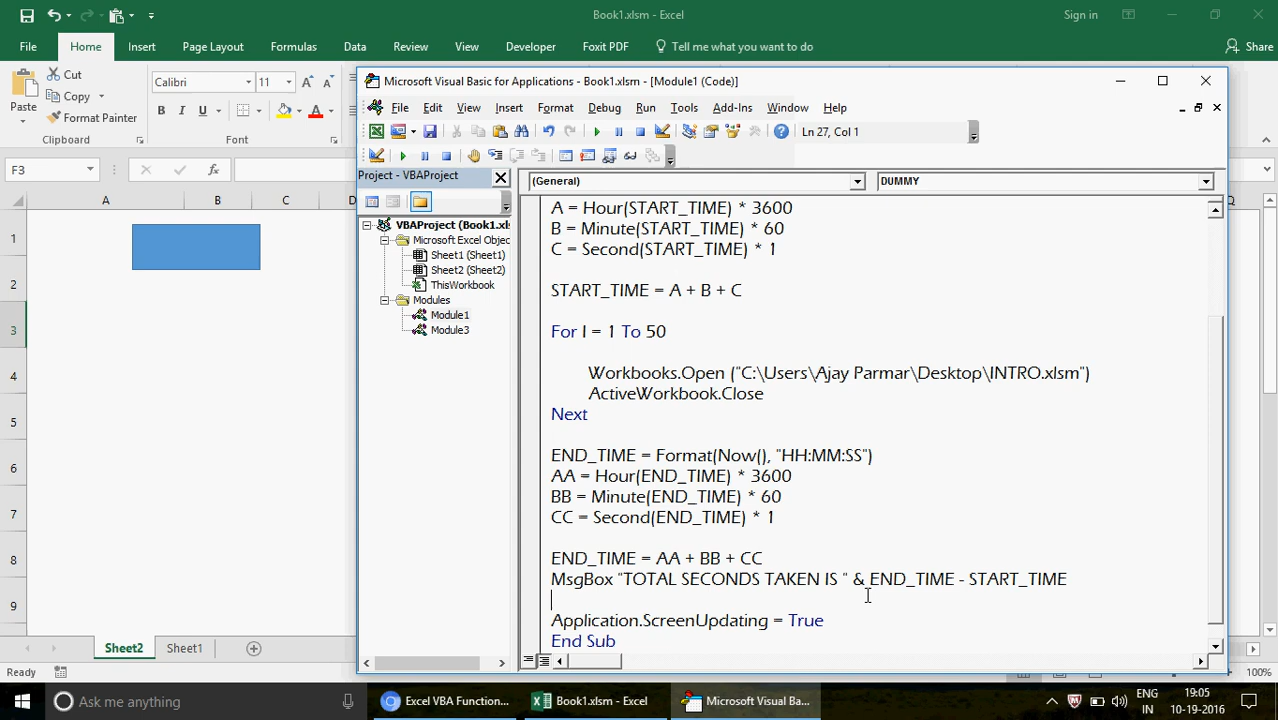 Book1.xlsm - Excel
Sign in
File Home Insert Page Layout Formulas Data Review View Developer Foxit PDF Tell me what you want to do Share
Paste
Cut
Copy
Format Painter
Clipboard
Calibri 11
B I U
Font
F3
Microsoft Visual Basic for Applications - Book1.xlsm - [Module1 (Code)]
File Edit View Insert Format Debug Run Tools Add-Ins Window Help
Ln 27, Col 1
Project - VBAProject
VBAProject (Book1.xls
Microsoft Excel Objec
Sheet1 (Sheet1)
Sheet2 (Sheet2)
ThisWorkbook
Modules
Module1
Module3
(General) DUMMY
A = Hour(START_TIME) * 3600
B = Minute(START_TIME) * 60
C = Second(START_TIME) * 1
START_TIME = A + B + C
For I = 1 To 50
Workbooks.Open ("C:\Users\Ajay Parmar\Desktop\INTRO.xlsm")
ActiveWorkbook.Close
Next
END_TIME = Format(Now(), "HH:MM:SS")
AA = Hour(END_TIME) * 3600
BB = Minute(END_TIME) * 60
CC = Second(END_TIME) * 1
END_TIME = AA + BB + CC
MsgBox "TOTAL SECONDS TAKEN IS " & END_TIME - START_TIME
Application.ScreenUpdating = True
End Sub
A B C D Q
1
2
3
4
5
6
7
8
9
Sheet2 Sheet1
Ready
100%
Ask me anything
Excel VBA Function...
Book1.xlsm - Excel
Microsoft Visual Ba...
ENG
IN
19:05
10-19-2016